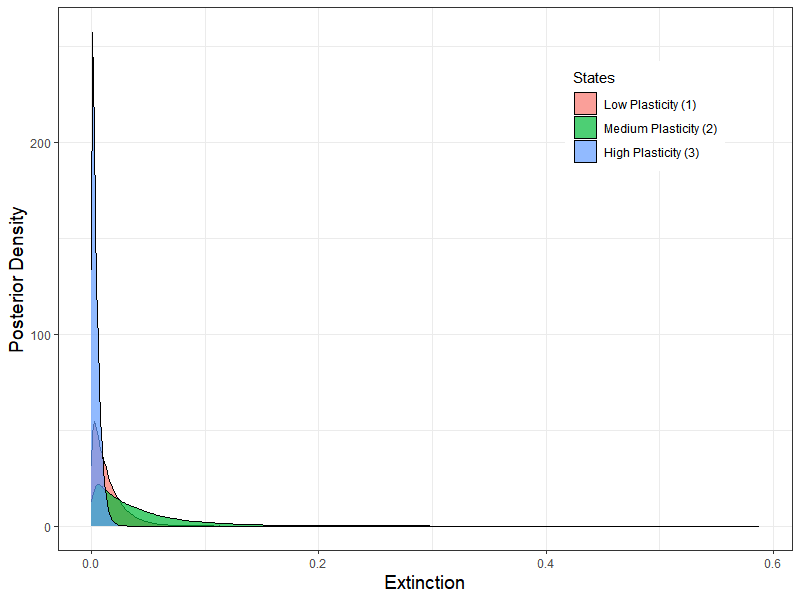 States
Low Plasticity (1)
Medium Plasticity (2)
High Plasticity (3)
Posterior Density
200
100
0
0.0 0.2 0.4 0.6
Extinction